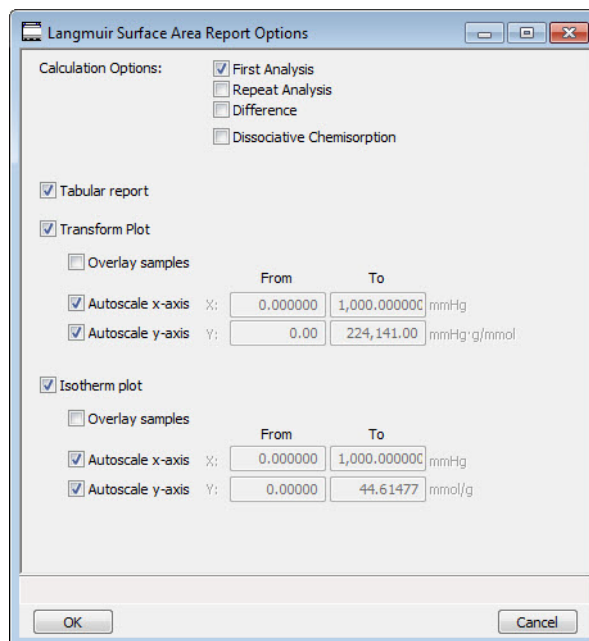 Langmuir Surface Area Report Options
Calculation Options:
First Analysis
Repeat Analysis
Difference
Dissociative Chemisorption
Tabular report
Transform Plot
Overlay samples
From To
Autoscale x-axis X: 0.000000 1,000.000000 mmHg
Autoscale y-axis Y: 0.00 224,141.00 mmHg·g/mmol
Isotherm plot
Overlay samples
From To
Autoscale x-axis X: 0.000000 1,000.000000 mmHg
Autoscale y-axis Y: 0.00000 44.61477 mmol/g
OK Cancel